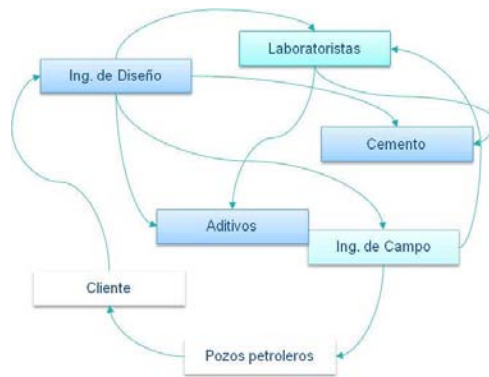 Laboratoristas
Ing. de Diseño
Cemento
Aditivos
Ing. de Campo
Cliente
Pozos petroleros